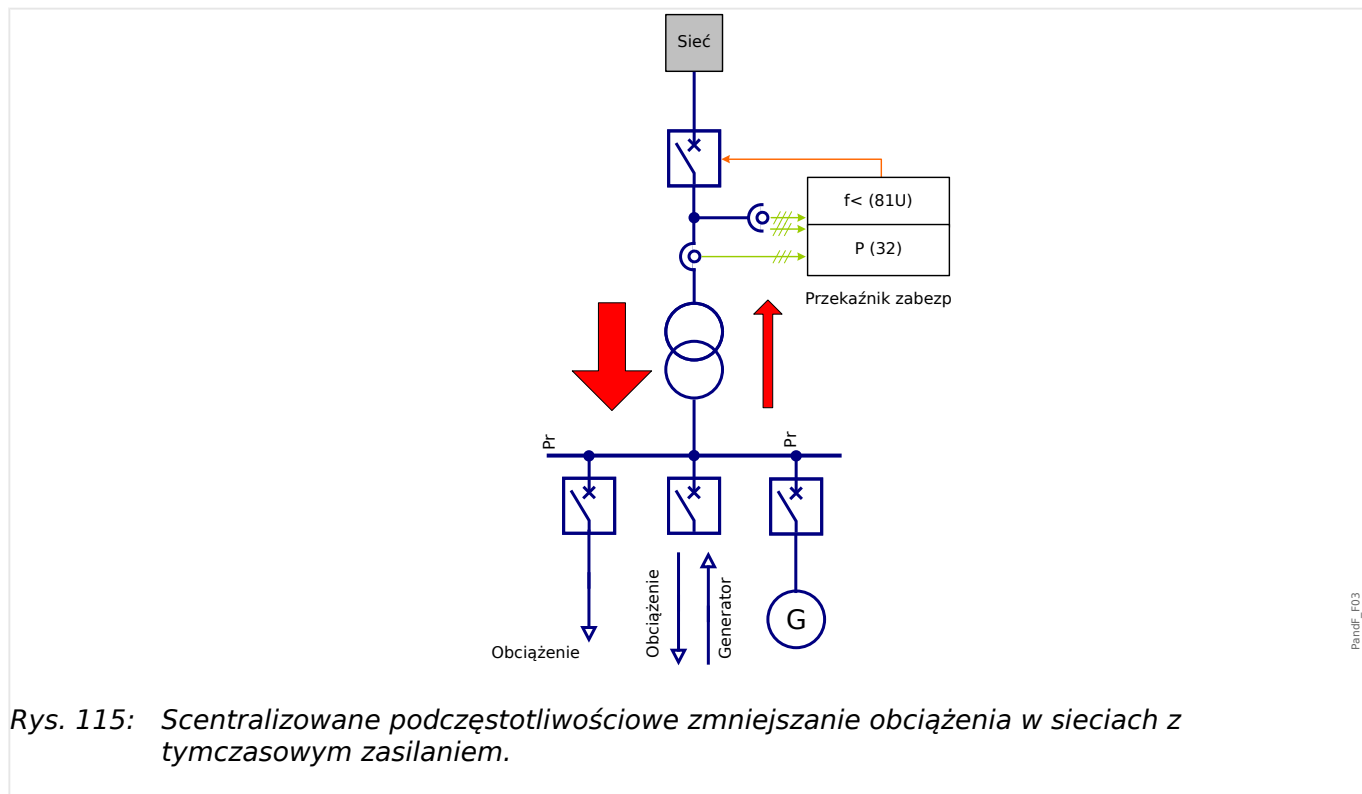 Sieć
f< (81U)
P (32)
Przekaźnik zabezp
Pr
Pr
Obciążenie
Obciążenie
Generator
G
PandF_F03
Rys. 115: Scentralizowane podczęstotliwościowe zmniejszanie obciążenia w sieciach z
tymczasowym zasilaniem.